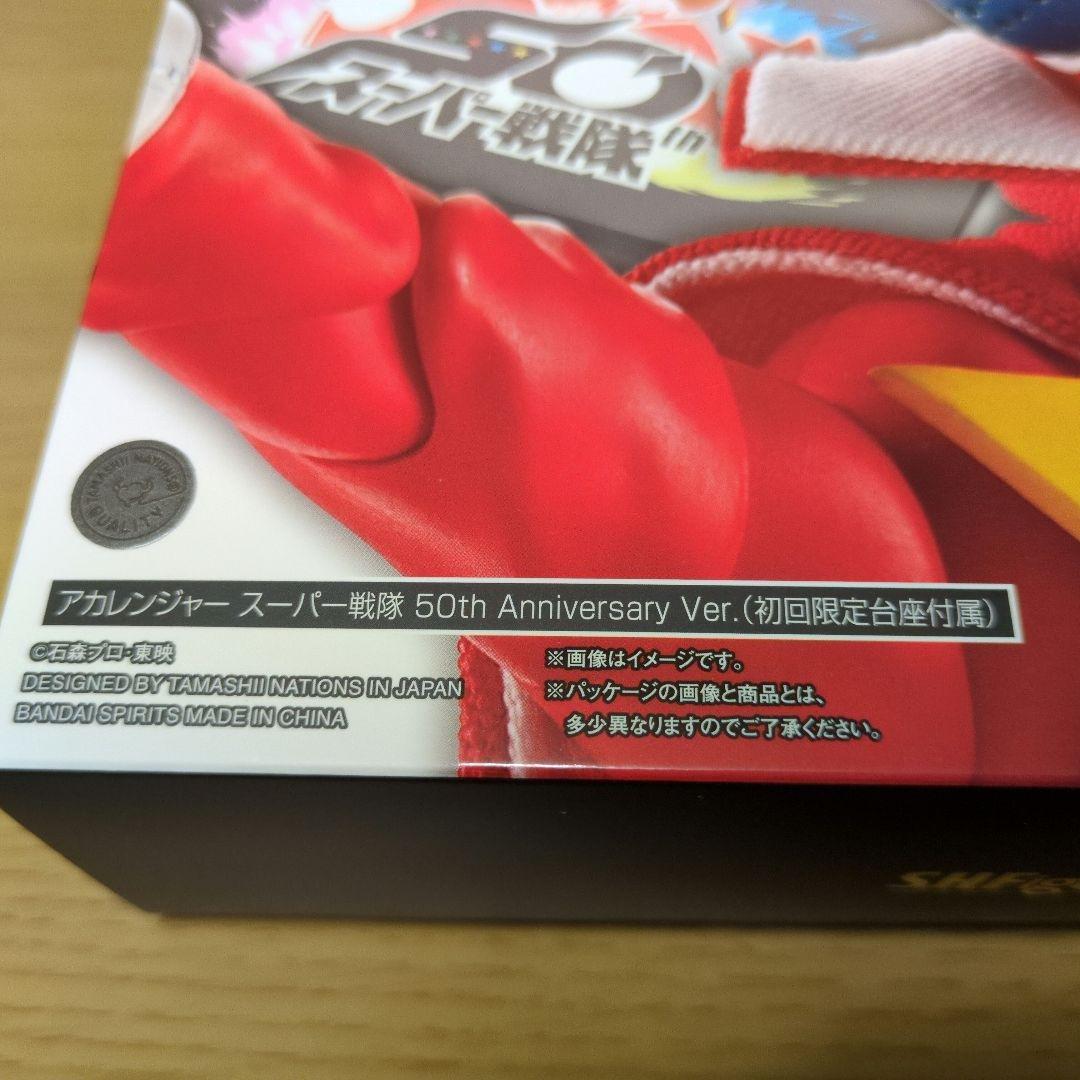 50
スーパー戦隊 in
TAMASHII NATIONS
QUALITY
アカレンジャー スーパー戦隊 50th Anniversary Ver.(初回限定台座付属)
©石森プロ・東映
DESIGNED BY TAMASHII NATIONS IN JAPAN
BANDAI SPIRITS MADE IN CHINA
※画像はイメージです。
※パッケージの画像と商品とは、
多少異なりますのでご了承ください。
S.H.Figu